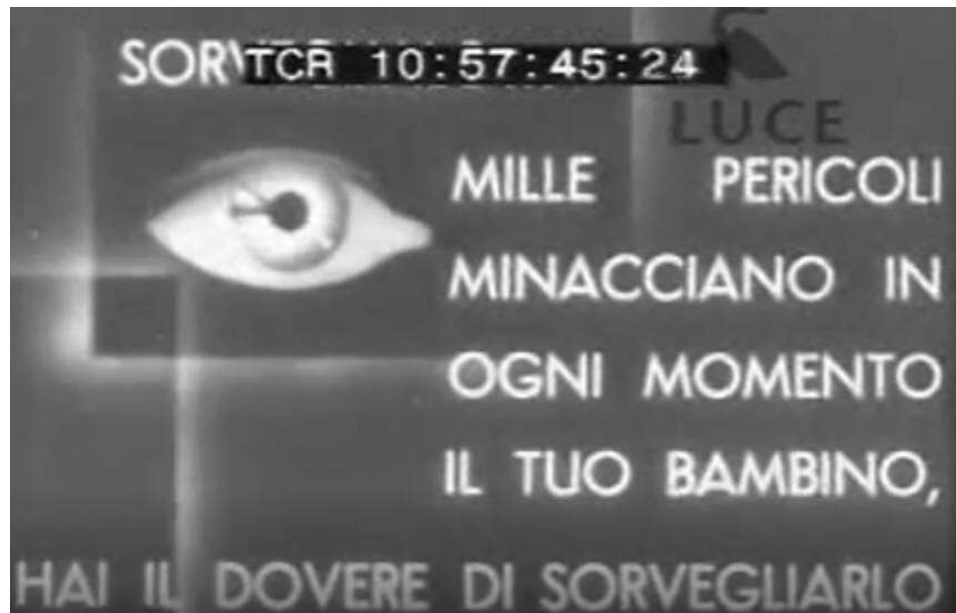 TCR 10:57:45:24
LUCE
MILLE PERICOLI
MINACCIANO IN
OGNI MOMENTO
IL TUO BAMBINO,
HAI IL DOVERE DI SORVEGLIARLO